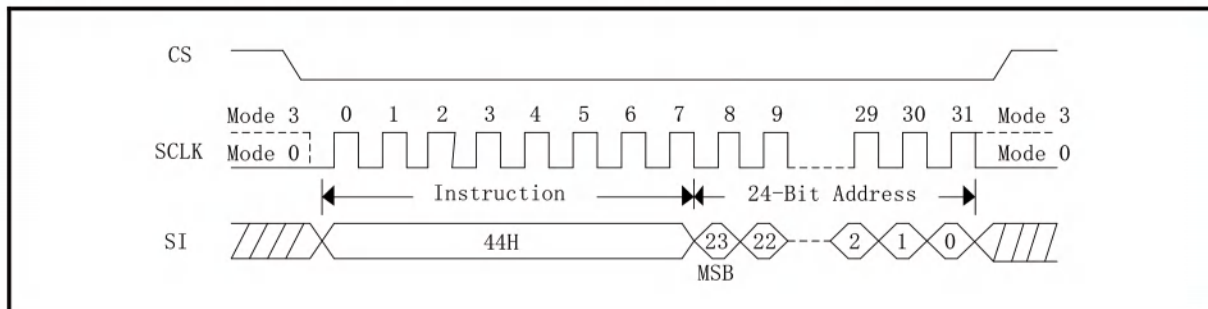 CS
Mode 3 0 1 2 3 4 5 6 7 8 9 29 30 31 Mode 3
SCLK Mode 0 Mode 0
Instruction 24-Bit Address
SI 44H 23 22 2 1 0
MSB